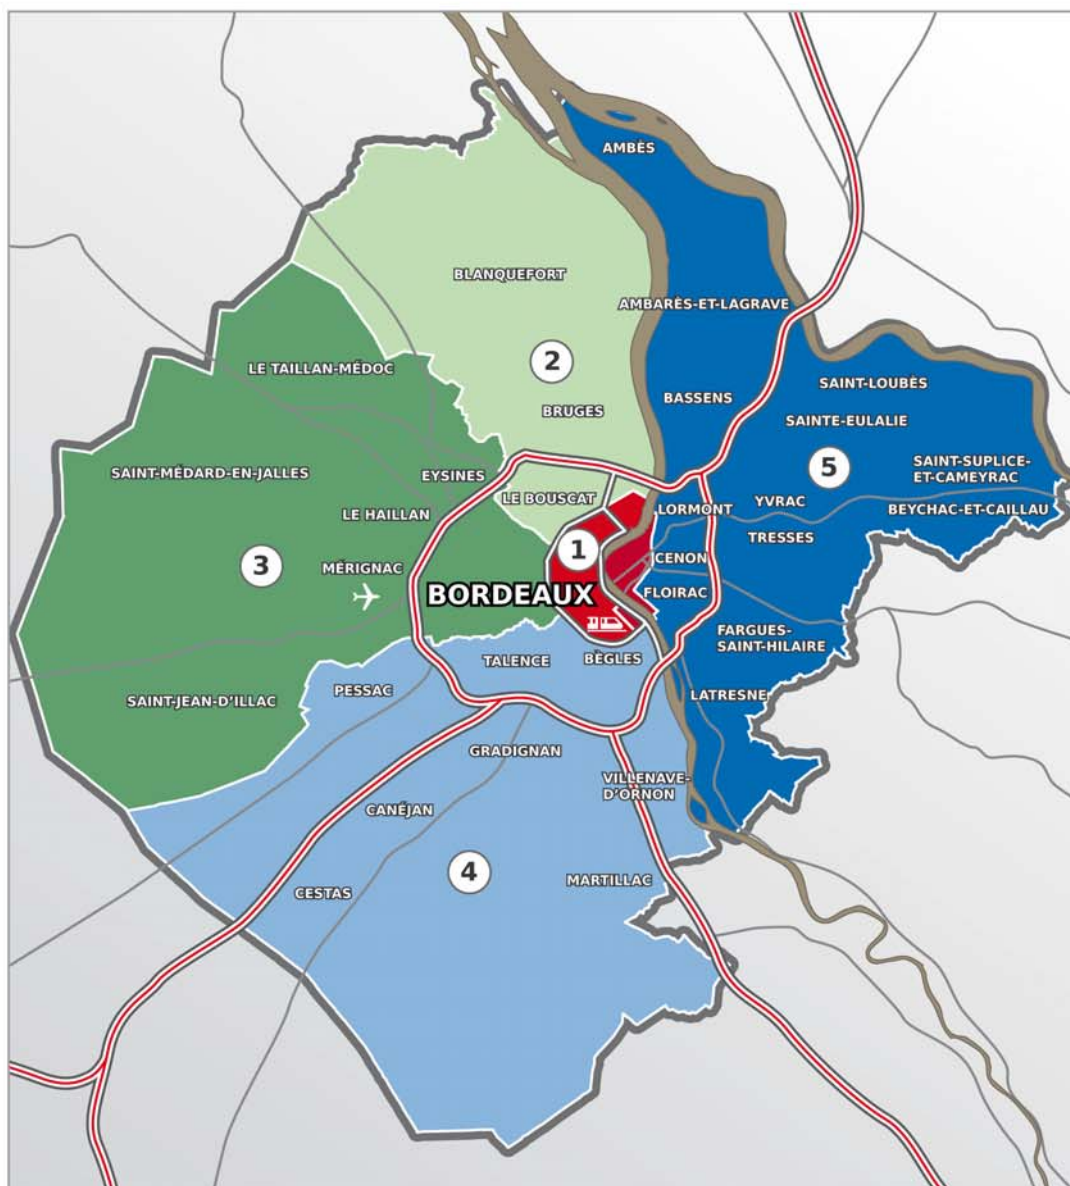 AMBÈS
BLANQUEFORT
AMBARÈS-ET-LAGRAVE
2
LE TAILLAN-MÉDOC
SAINT-LOUBÈS
BASSENS
BRUGES
SAINTE-EULALIE
5
SAINT-SUPLICE-
ET-CAMEYRAC
SAINT-MÉDARD-EN-JALLES
EYSINES
LE BOUSCAT
YVRAC
LORMONT
BEYCHAC-ET-CAILLAU
LE HAILLAN
TRESSES
1
CENON
3
MÉRIGNAC
BORDEAUX
FLOIRAC
FARGUES-
SAINT-HILAIRE
TALENCE
BÈGLES
PESSAC
LATRESNE
SAINT-JEAN-D'ILLAC
GRADIGNAN
VILLENAVE-
D'ORNON
CANÉJAN
4
MARTILLAC
CESTAS